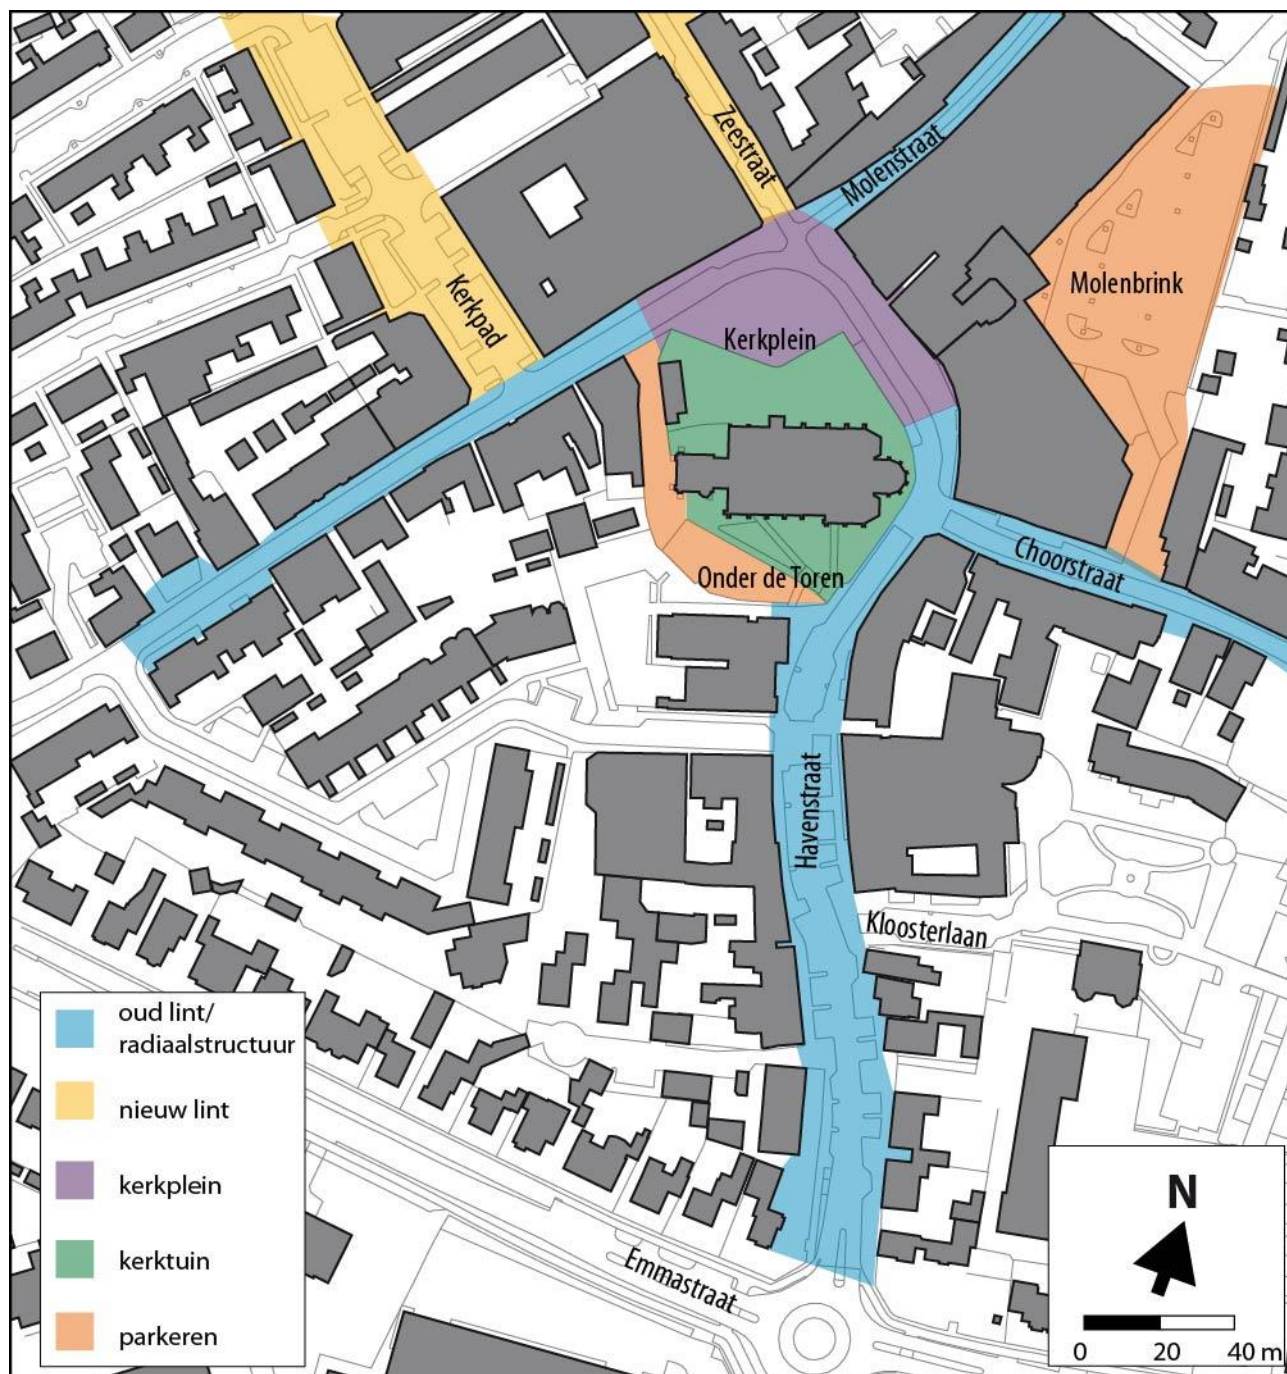 Zeestraat
Molenstraat
Molenbrink
Kerkpad
Kerkplein
Choorstraat
Onder de Toren
Havenstraat
Kloosterlaan
Emmastraat
oud lint/
radiaalstructuur
nieuw lint
kerkplein
kerktuin
parkeren
N
0 20 40 m